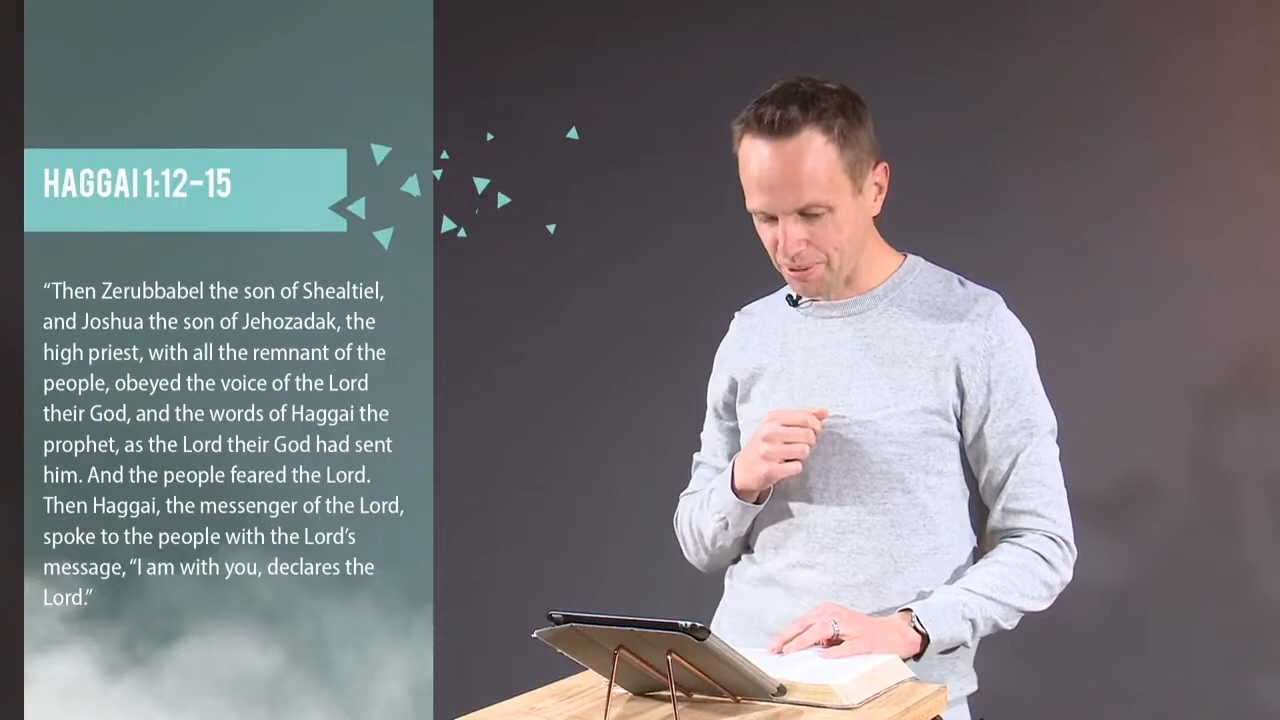 HAGGAI 1:12-15
“Then Zerubbabel the son of Shealtiel,
and Joshua the son of Jehozadak, the
high priest, with all the remnant of the
people, obeyed the voice of the Lord
their God, and the words of Haggai the
prophet, as the Lord their God had sent
him. And the people feared the Lord.
Then Haggai, the messenger of the Lord,
spoke to the people with the Lord’s
message, “I am with you, declares the
Lord.”